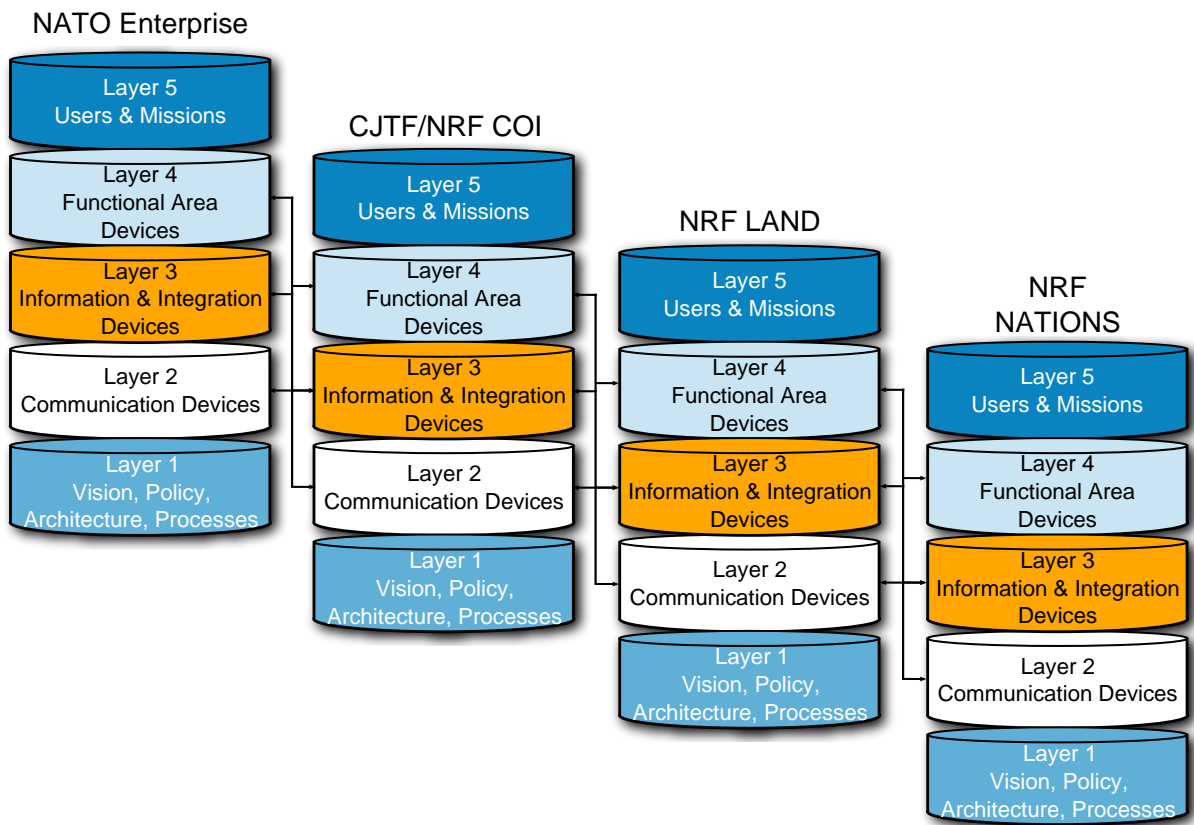 NATO Enterprise
Layer 5
Users & Missions
Layer 4
Functional Area
Devices
Layer 3
Information & Integration
Devices
Layer 2
Communication Devices
Layer 1
Vision, Policy,
Architecture, Processes
CJTF/NRF COI
Layer 5
Users & Missions
Layer 4
Functional Area
Devices
Layer 3
Information & Integration
Devices
Layer 2
Communication Devices
Layer 1
Vision, Policy,
Architecture, Processes
NRF LAND
Layer 5
Users & Missions
Layer 4
Functional Area
Devices
Layer 3
Information & Integration
Devices
Layer 2
Communication Devices
Layer 1
Vision, Policy,
Architecture, Processes
NRF
NATIONS
Layer 5
Users & Missions
Layer 4
Functional Area
Devices
Layer 3
Information & Integration
Devices
Layer 2
Communication Devices
Layer 1
Vision, Policy,
Architecture, Processes